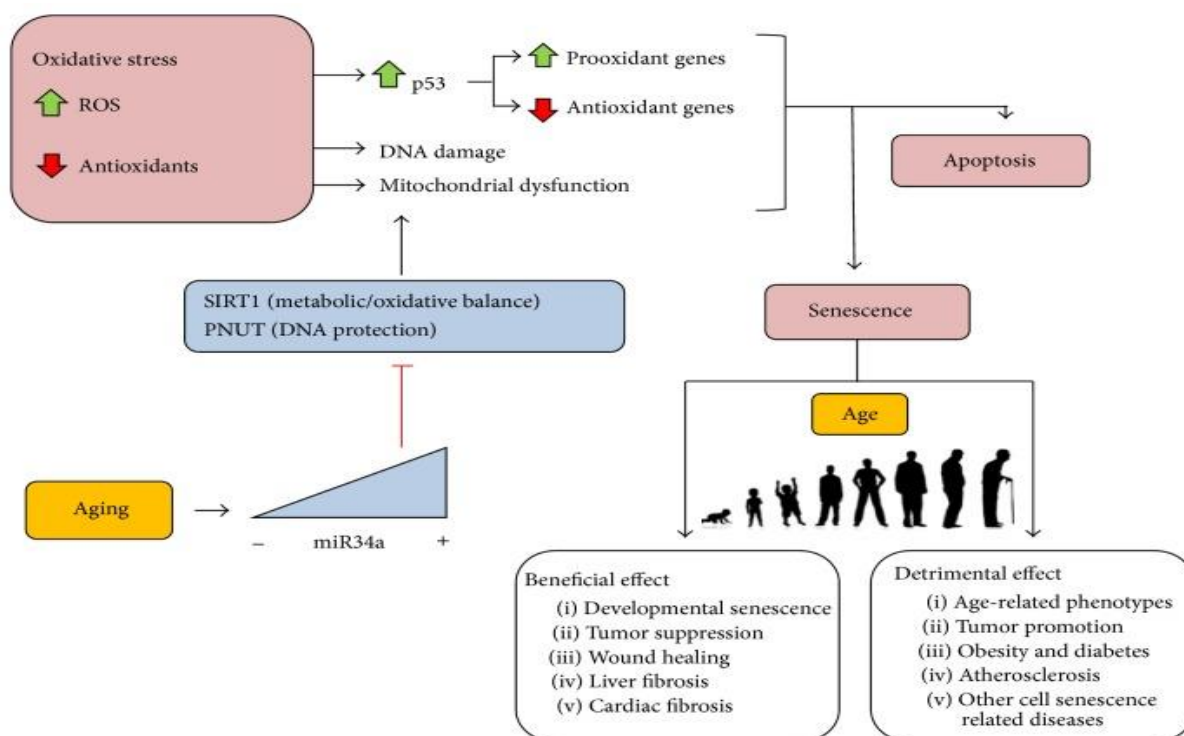 Oxidative stress
ROS
Antioxidants
p53
Prooxidant genes
Antioxidant genes
DNA damage
Mitochondrial dysfunction
Apoptosis
SIRT1 (metabolic/oxidative balance)
PNUT (DNA protection)
Senescence
Age
Aging
− miR34a +
Beneficial effect
(i) Developmental senescence
(ii) Tumor suppression
(iii) Wound healing
(iv) Liver fibrosis
(v) Cardiac fibrosis
Detrimental effect
(i) Age-related phenotypes
(ii) Tumor promotion
(iii) Obesity and diabetes
(iv) Atherosclerosis
(v) Other cell senescence
related diseases